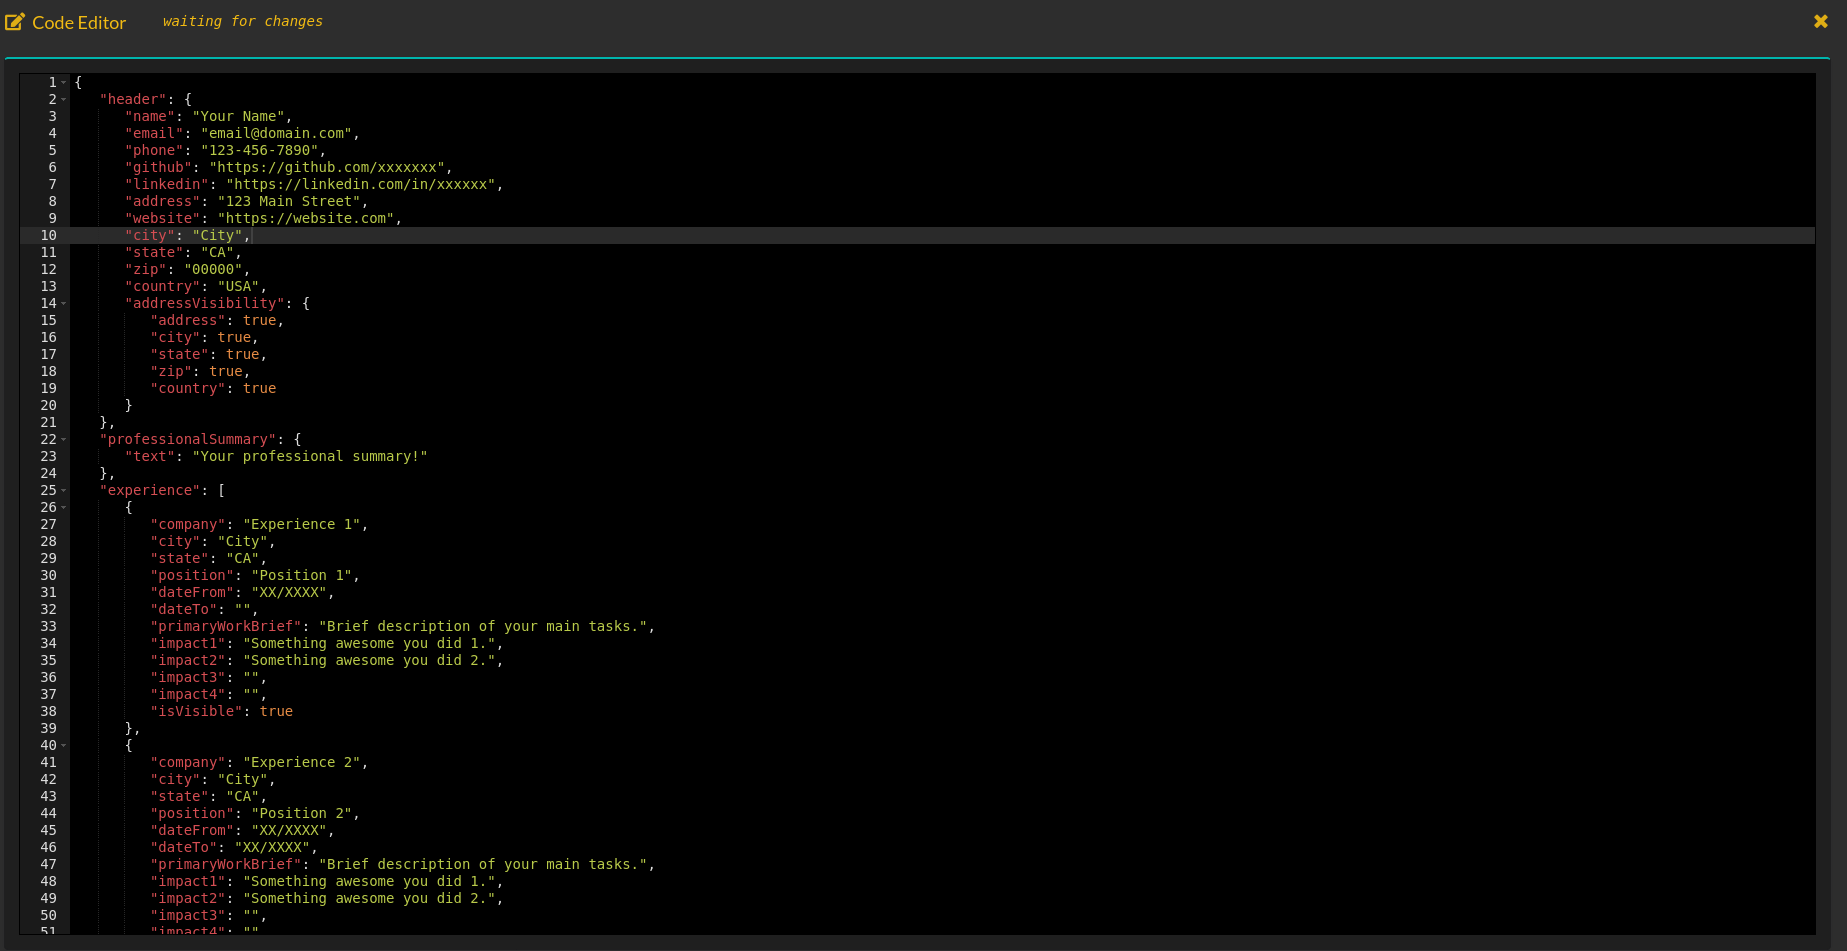 Code Editor waiting for changes
1 {
2 "header": {
3 "name": "Your Name",
4 "email": "email@domain.com",
5 "phone": "123-456-7890",
6 "github": "https://github.com/xxxxxxx",
7 "linkedin": "https://linkedin.com/in/xxxxxx",
8 "address": "123 Main Street",
9 "website": "https://website.com",
10 "city": "City",
11 "state": "CA",
12 "zip": "00000",
13 "country": "USA",
14 "addressVisibility": {
15 "address": true,
16 "city": true,
17 "state": true,
18 "zip": true,
19 "country": true
20 }
21 },
22 "professionalSummary": {
23 "text": "Your professional summary!"
24 },
25 "experience": [
26 {
27 "company": "Experience 1",
28 "city": "City",
29 "state": "CA",
30 "position": "Position 1",
31 "dateFrom": "XX/XXXX",
32 "dateTo": "",
33 "primaryWorkBrief": "Brief description of your main tasks.",
34 "impact1": "Something awesome you did 1.",
35 "impact2": "Something awesome you did 2.",
36 "impact3": "",
37 "impact4": "",
38 "isVisible": true
39 },
40 {
41 "company": "Experience 2",
42 "city": "City",
43 "state": "CA",
44 "position": "Position 2",
45 "dateFrom": "XX/XXXX",
46 "dateTo": "XX/XXXX",
47 "primaryWorkBrief": "Brief description of your main tasks.",
48 "impact1": "Something awesome you did 1.",
49 "impact2": "Something awesome you did 2.",
50 "impact3": "",
51 "impact4": ""